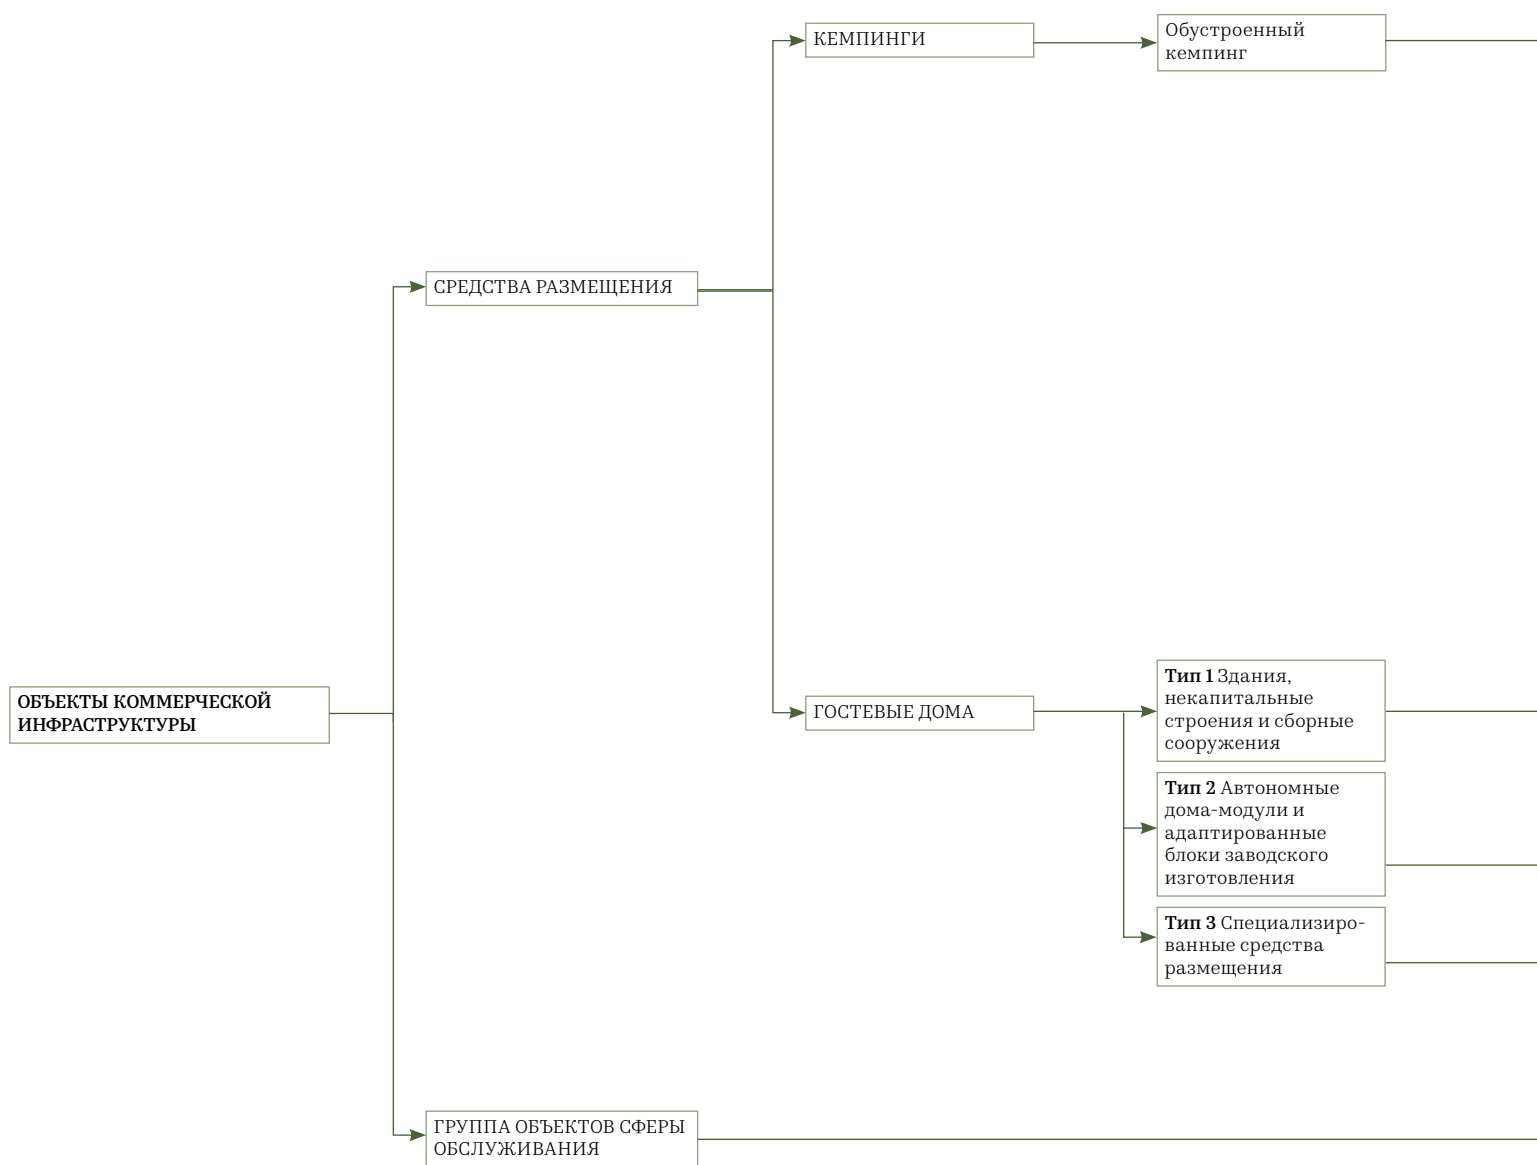 КЕМПИНГИ
Обустроенный
кемпинг
СРЕДСТВА РАЗМЕЩЕНИЯ
ОБЪЕКТЫ КОММЕРЧЕСКОЙ
ИНФРАСТРУКТУРЫ
ГОСТЕВЫЕ ДОМА
Тип 1 Здания,
некапитальные
строения и сборные
сооружения
Тип 2 Автономные
дома-модули и
адаптированные
блоки заводского
изготовления
Тип 3 Специализиро-
ванные средства
размещения
ГРУППА ОБЪЕКТОВ СФЕРЫ
ОБСЛУЖИВАНИЯ